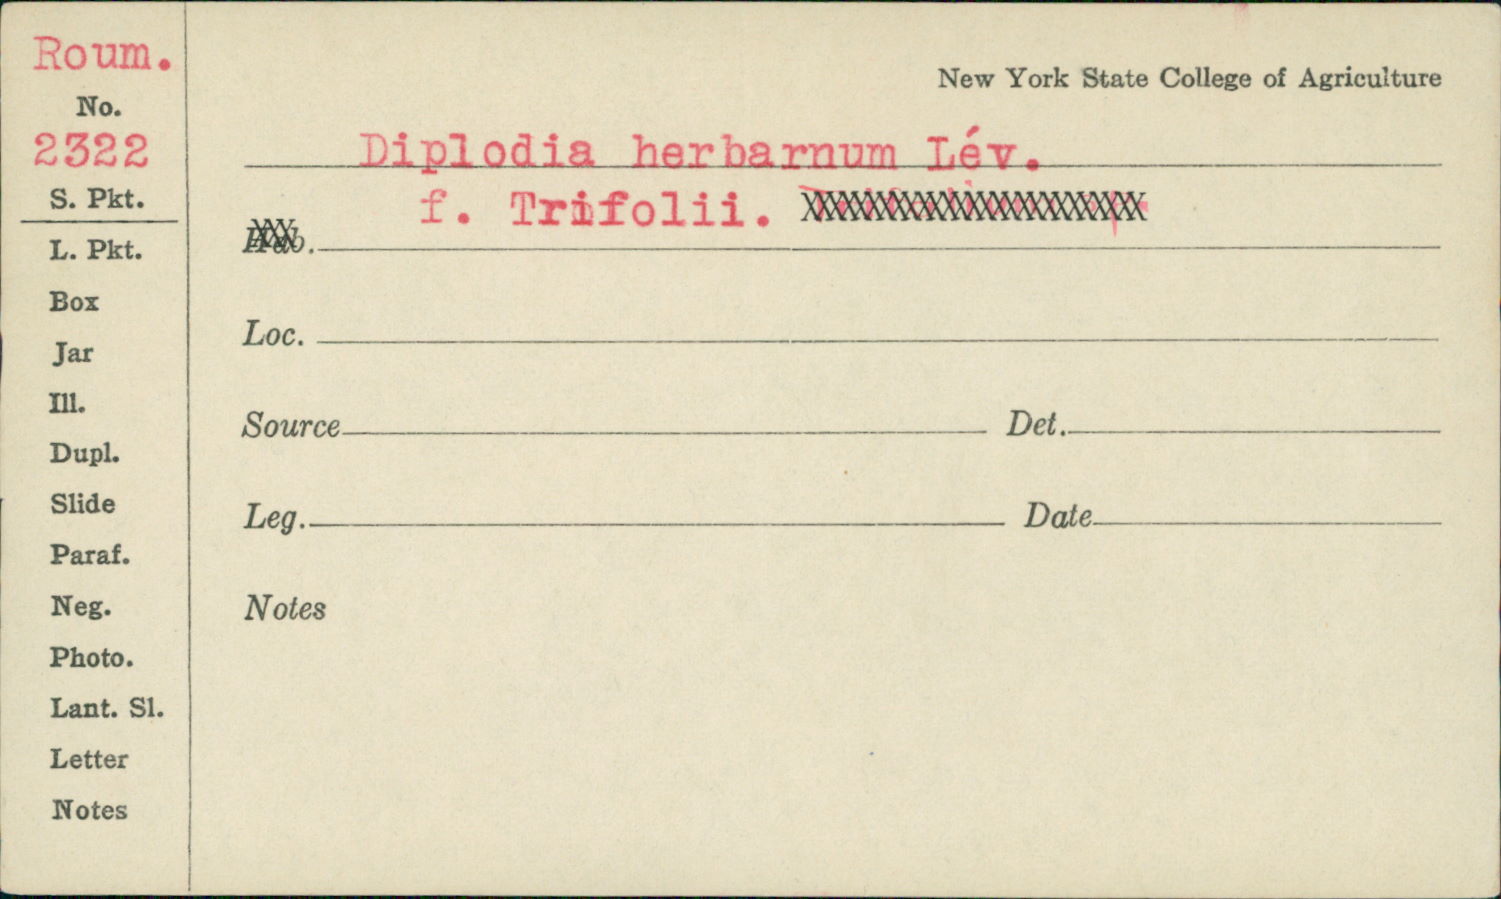 Roum.
No.
2322
S. Pkt.
L. Pkt.
Box
Jar
Ill.
Dupl.
Slide
Paraf.
Neg.
Photo.
Lant. Sl.
Letter
Notes
New York State College of Agriculture
Diplodia herbarnum Lév.
f. Trifolii.
Hab.
Loc.
Source Det.
Leg. Date
Notes